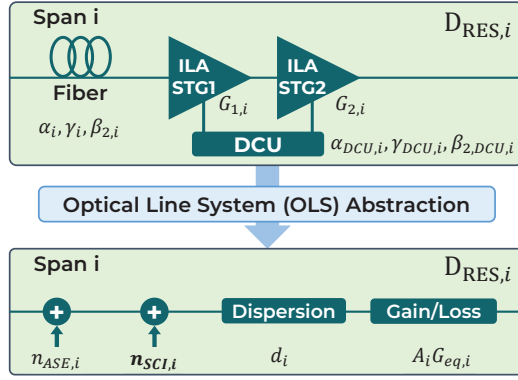 Span i
D_RES,i
ILA STG1
ILA STG2
Fiber
G_1,i
G_2,i
α_i, γ_i, β_2,i
DCU
α_DCU,i, γ_DCU,i, β_2,DCU,i
Optical Line System (OLS) Abstraction
Span i
D_RES,i
+
+
Dispersion
Gain/Loss
n_ASE,i
n_SCI,i
d_i
A_iG_eq,i